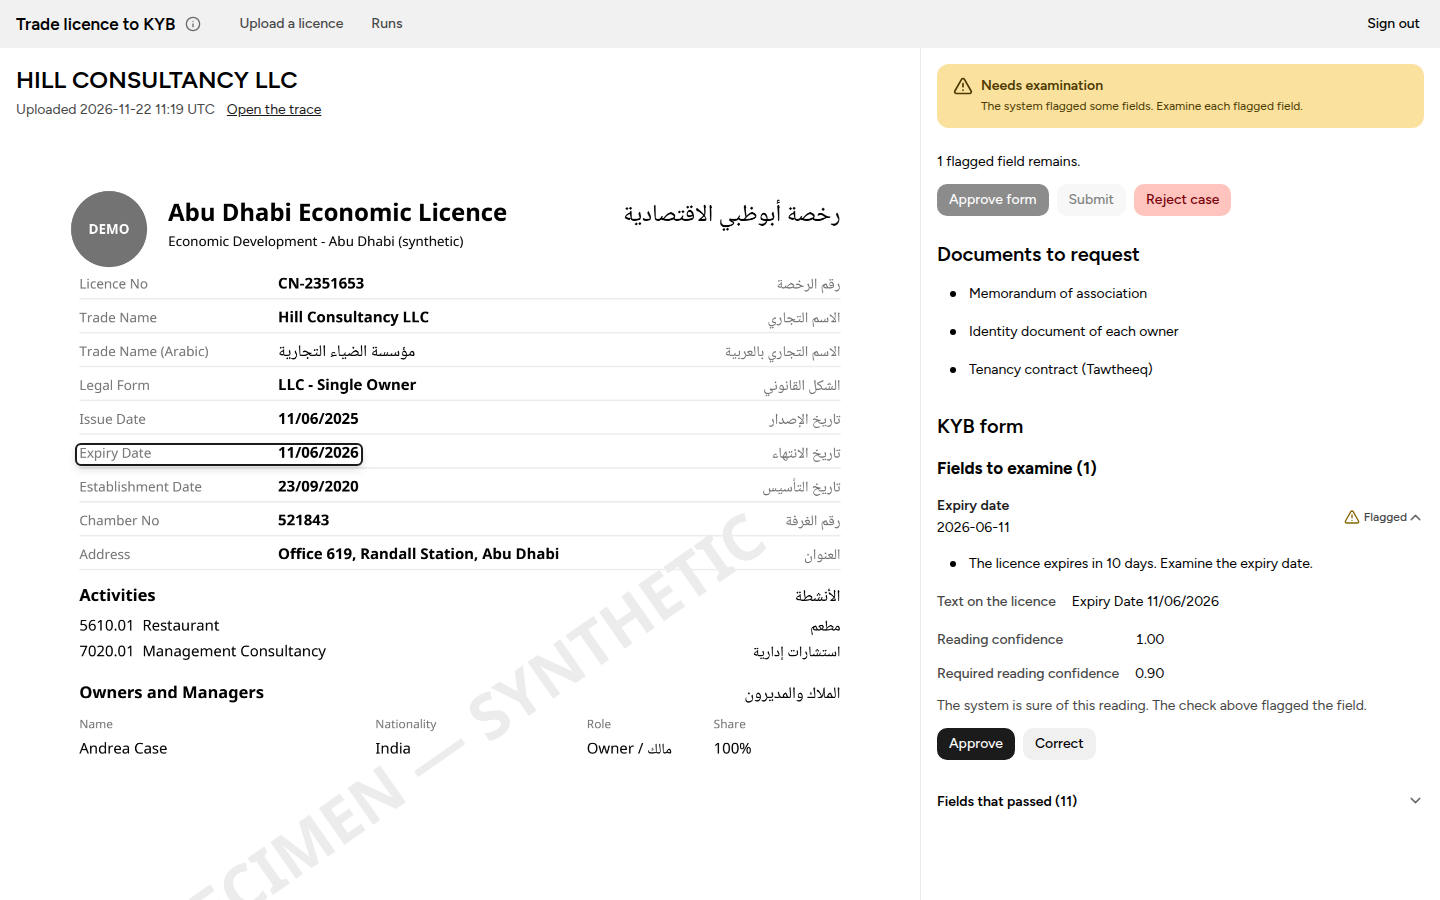 Trade licence to KYB
Upload a licence
Runs
Sign out
HILL CONSULTANCY LLC
Uploaded 2026-11-22 11:19 UTC Open the trace
DEMO
Abu Dhabi Economic Licence
رخصة أبوظبي الاقتصادية
Economic Development - Abu Dhabi (synthetic)
Licence No CN-2351653 رقم الرخصة
Trade Name Hill Consultancy LLC الاسم التجاري
Trade Name (Arabic) مؤسسة الضياء التجارية الاسم التجاري بالعربية
Legal Form LLC - Single Owner الشكل القانوني
Issue Date 11/06/2025 تاريخ الإصدار
Expiry Date 11/06/2026 تاريخ الانتهاء
Establishment Date 23/09/2020 تاريخ التأسيس
Chamber No 521843 رقم الغرفة
Address Office 619, Randall Station, Abu Dhabi العنوان
Activities الأنشطة
5610.01 Restaurant مطعم
7020.01 Management Consultancy استشارات إدارية
Owners and Managers الملاك والمديرون
Name Nationality Role Share
Andrea Case India Owner / مالك 100%
CIMEN — SYNTHETIC
Needs examination
The system flagged some fields. Examine each flagged field.
1 flagged field remains.
Approve form Submit Reject case
Documents to request
Memorandum of association
Identity document of each owner
Tenancy contract (Tawtheeq)
KYB form
Fields to examine (1)
Expiry date
2026-06-11
Flagged
The licence expires in 10 days. Examine the expiry date.
Text on the licence Expiry Date 11/06/2026
Reading confidence 1.00
Required reading confidence 0.90
The system is sure of this reading. The check above flagged the field.
Approve Correct
Fields that passed (11)